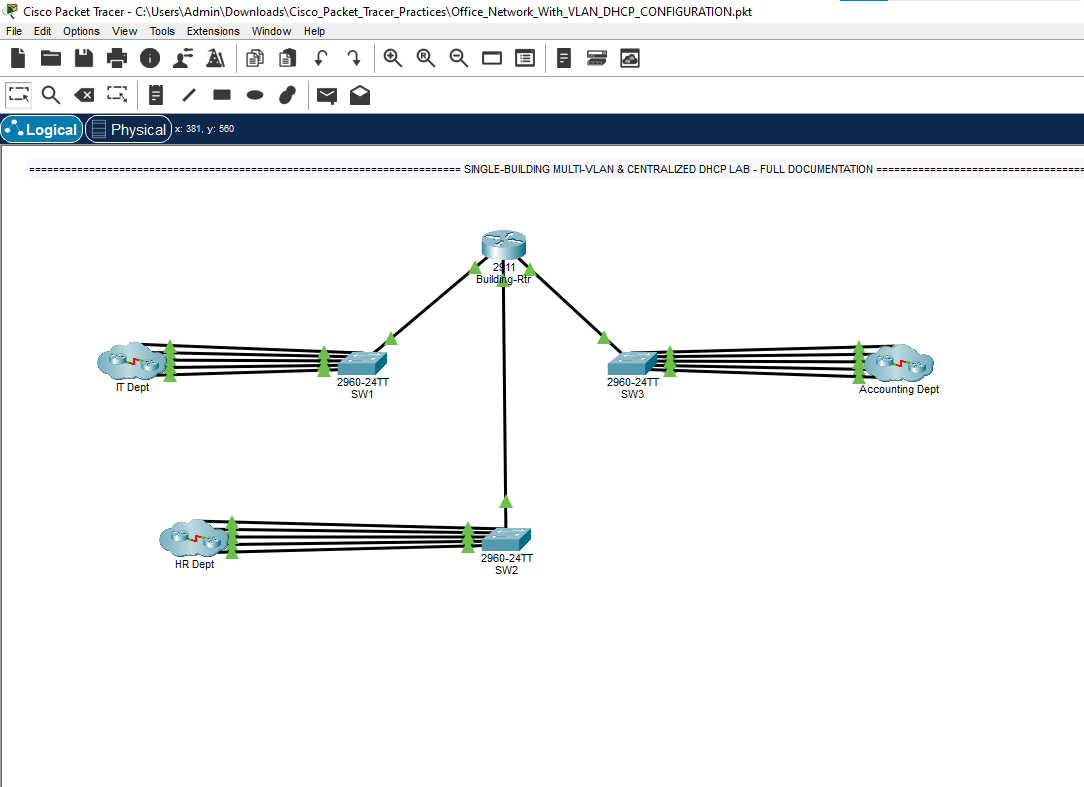 Cisco Packet Tracer - C:\Users\Admin\Downloads\Cisco_Packet_Tracer_Practices\Office_Network_With_VLAN_DHCP_CONFIGURATION.pkt
File Edit Options View Tools Extensions Window Help
Logical Physical x: 381, y: 560
======================================================================== SINGLE-BUILDING MULTI-VLAN & CENTRALIZED DHCP LAB - FULL DOCUMENTATION ===================================
2911
Building-Rtr
IT Dept
2960-24TT
SW1
2960-24TT
SW3
Accounting Dept
HR Dept
2960-24TT
SW2